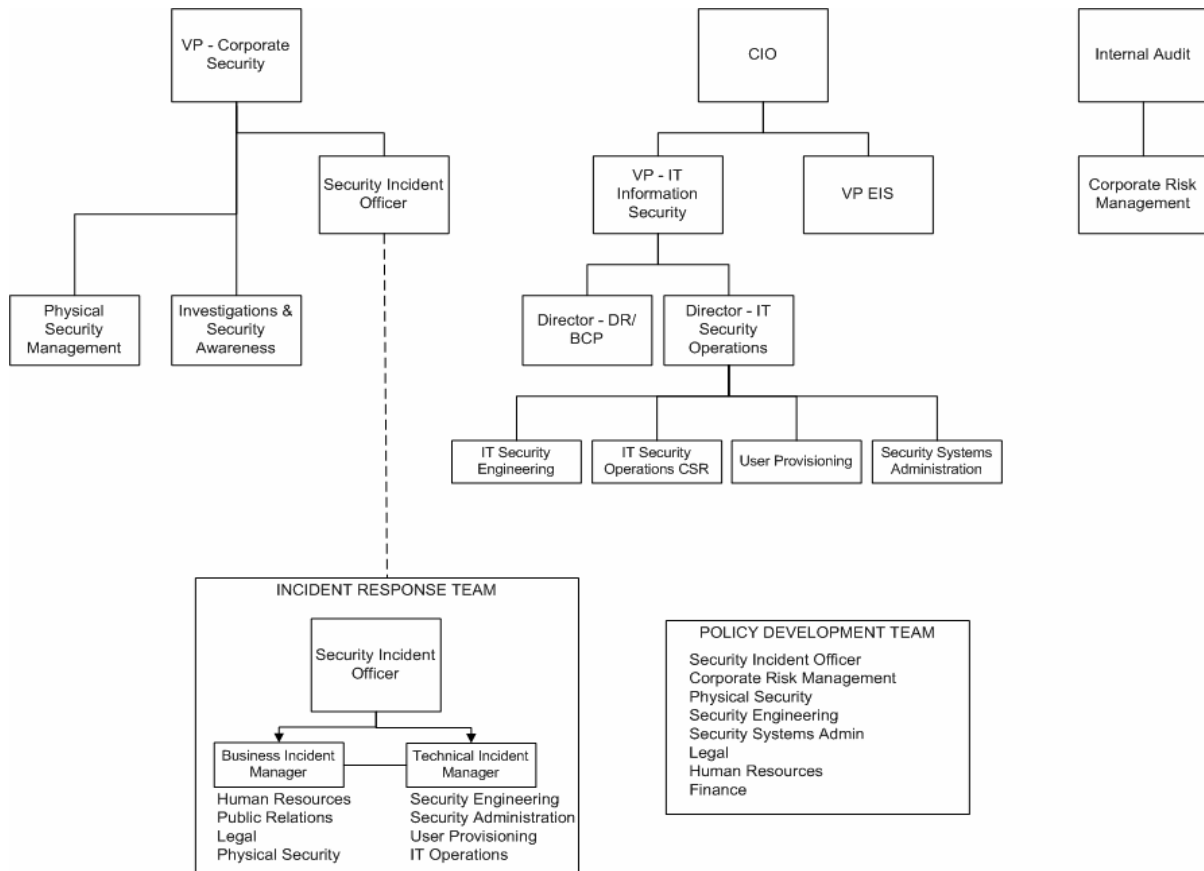 VP - Corporate
Security
CIO
Internal Audit
Security Incident
Officer
VP - IT
Information
Security
VP EIS
Corporate Risk
Management
Physical
Security
Management
Investigations &
Security
Awareness
Director - DR/
BCP
Director - IT
Security
Operations
IT Security
Engineering
IT Security
Operations CSR
User Provisioning
Security Systems
Administration
INCIDENT RESPONSE TEAM
Security Incident
Officer
Business Incident
Manager
Technical Incident
Manager
Human Resources
Public Relations
Legal
Physical Security
Security Engineering
Security Administration
User Provisioning
IT Operations
POLICY DEVELOPMENT TEAM
Security Incident Officer
Corporate Risk Management
Physical Security
Security Engineering
Security Systems Admin
Legal
Human Resources
Finance